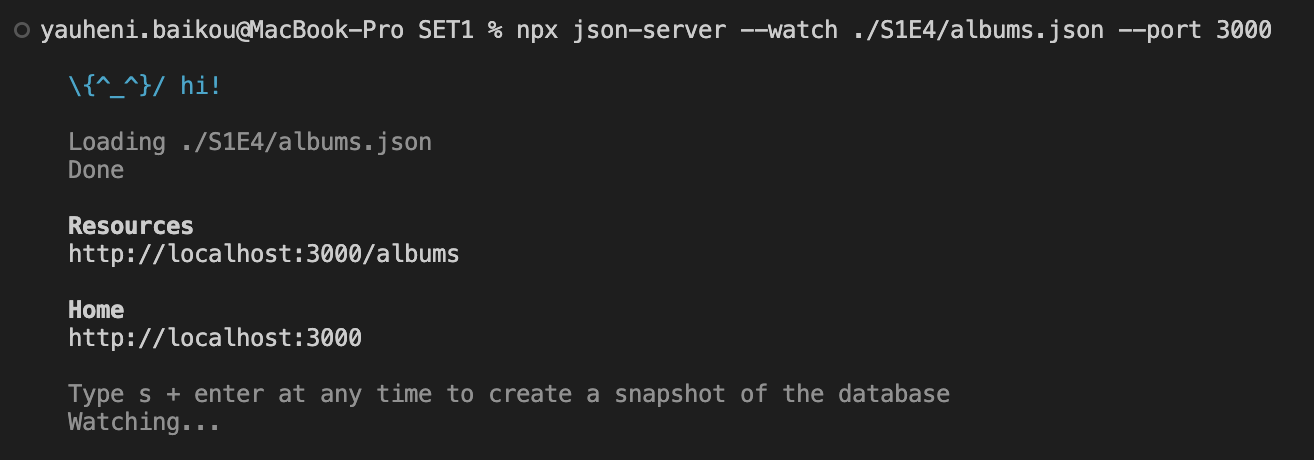 yauheni.baikou@MacBook-Pro SET1 % npx json-server --watch ./S1E4/albums.json --port 3000
\{^_^}/ hi!
Loading ./S1E4/albums.json
Done
Resources
http://localhost:3000/albums
Home
http://localhost:3000
Type s + enter at any time to create a snapshot of the database
Watching...